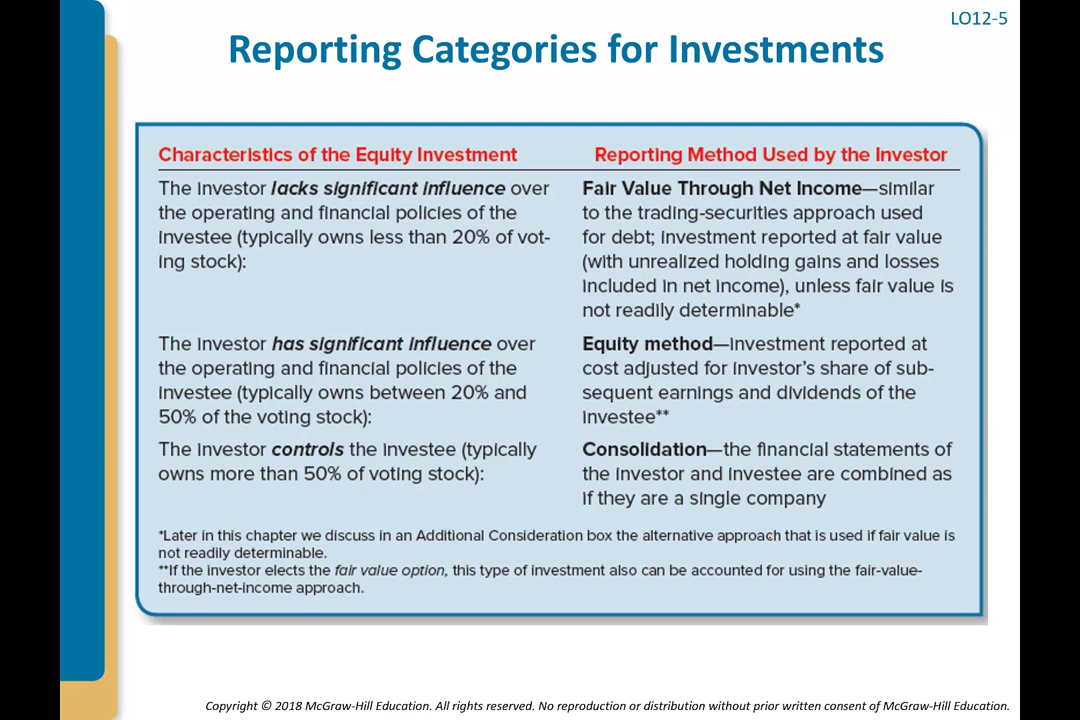 LO12-5
Reporting Categories for Investments
Characteristics of the Equity Investment
Reporting Method Used by the Investor
The investor lacks significant influence over
the operating and financial policies of the
investee (typically owns less than 20% of vot-
ing stock):
Fair Value Through Net Income—similar
to the trading-securities approach used
for debt; investment reported at fair value
(with unrealized holding gains and losses
included in net income), unless fair value is
not readily determinable*
The investor has significant influence over
the operating and financial policies of the
investee (typically owns between 20% and
50% of the voting stock):
Equity method—investment reported at
cost adjusted for investor's share of sub-
sequent earnings and dividends of the
investee**
The investor controls the investee (typically
owns more than 50% of voting stock):
Consolidation—the financial statements of
the investor and investee are combined as
if they are a single company
*Later in this chapter we discuss in an Additional Consideration box the alternative approach that is used if fair value is
not readily determinable.
**If the investor elects the fair value option, this type of investment also can be accounted for using the fair-value-
through-net-income approach.
Copyright © 2018 McGraw-Hill Education. All rights reserved. No reproduction or distribution without prior written consent of McGraw-Hill Education.